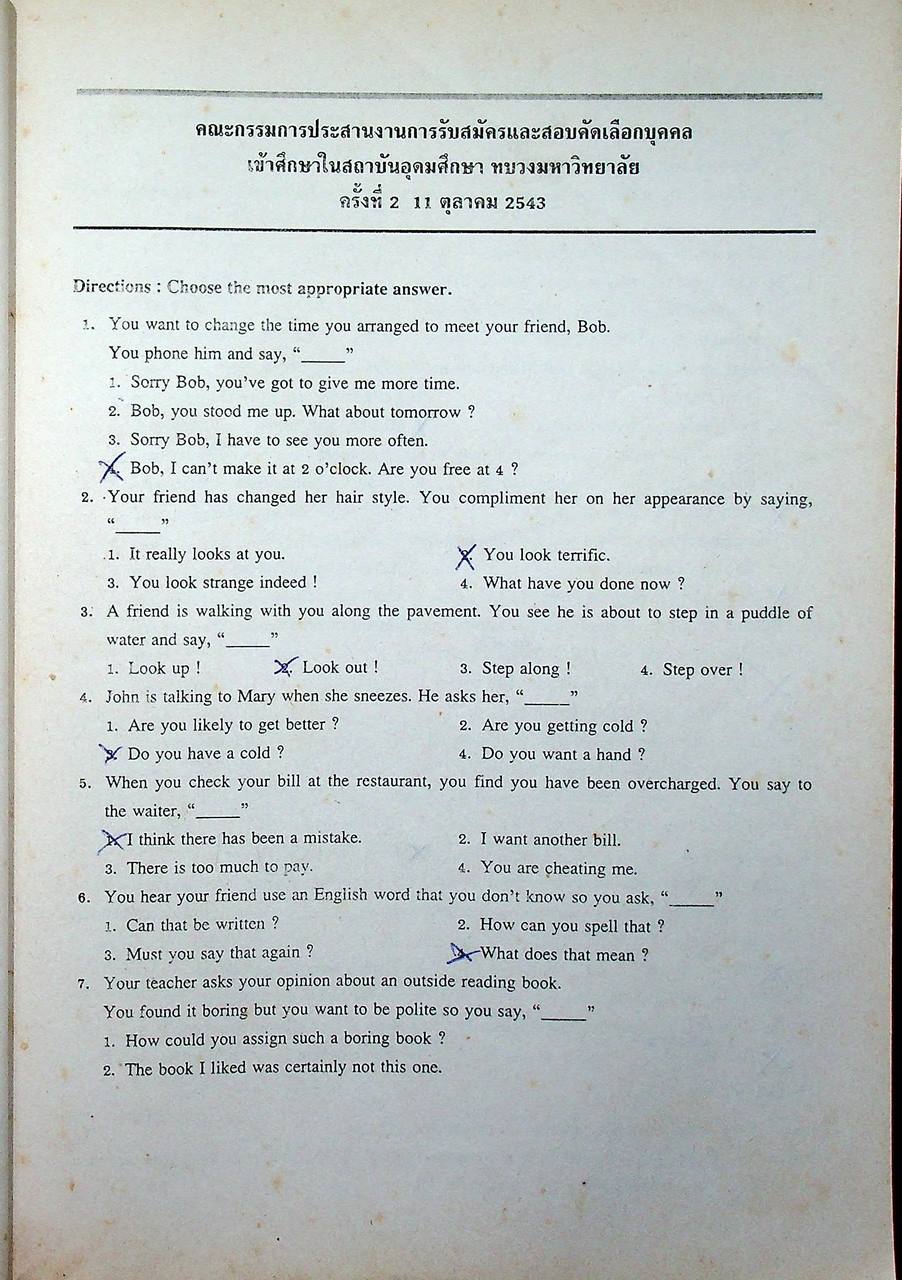 คณะกรรมการประสานงานการรับสมัครและสอบคัดเลือกบุคคล
เข้าศึกษาในสถาบันอุดมศึกษา ทบวงมหาวิทยาลัย
ครั้งที่ 2 11 ตุลาคม 2543
Directions : Choose the most appropriate answer.
1. You want to change the time you arranged to meet your friend, Bob.
You phone him and say, “_____”
1. Sorry Bob, you’ve got to give me more time.
2. Bob, you stood me up. What about tomorrow ?
3. Sorry Bob, I have to see you more often.
4. Bob, I can’t make it at 2 o’clock. Are you free at 4 ?
2. Your friend has changed her hair style. You compliment her on her appearance by saying,
“_____”
1. It really looks at you. 2. You look terrific.
3. You look strange indeed ! 4. What have you done now ?
3. A friend is walking with you along the pavement. You see he is about to step in a puddle of
water and say, “_____”
1. Look up ! 2. Look out ! 3. Step along ! 4. Step over !
4. John is talking to Mary when she sneezes. He asks her, “_____”
1. Are you likely to get better ? 2. Are you getting cold ?
3. Do you have a cold ? 4. Do you want a hand ?
5. When you check your bill at the restaurant, you find you have been overcharged. You say to
the waiter, “_____”
1. I think there has been a mistake. 2. I want another bill.
3. There is too much to pay. 4. You are cheating me.
6. You hear your friend use an English word that you don’t know so you ask, “_____”
1. Can that be written ? 2. How can you spell that ?
3. Must you say that again ? 4. What does that mean ?
7. Your teacher asks your opinion about an outside reading book.
You found it boring but you want to be polite so you say, “_____”
1. How could you assign such a boring book ?
2. The book I liked was certainly not this one.